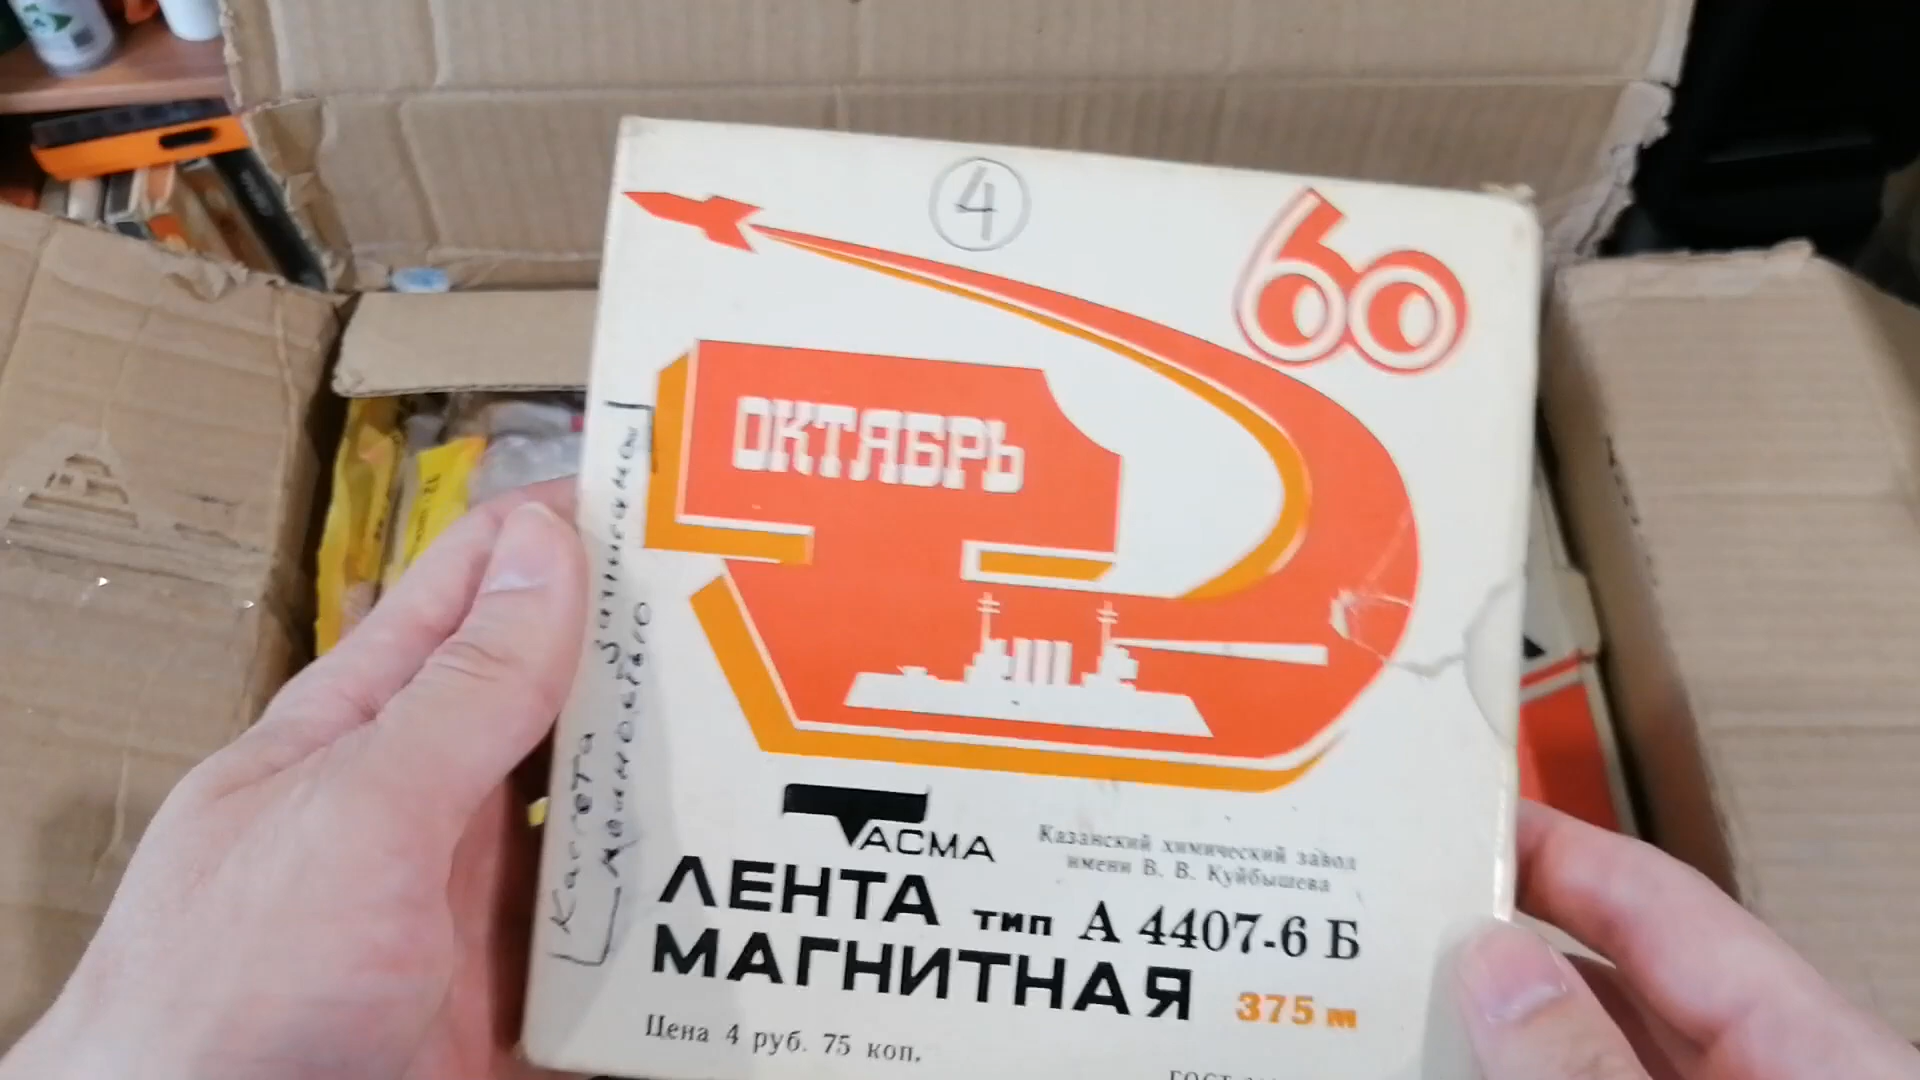 4
60
ОКТЯБРЬ
ТАСМА
Казанский химический завод
имени В. В. Куйбышева
ЛЕНТА тип А 4407-6 Б
МАГНИТНАЯ 375 м
Цена 4 руб. 75 коп.
ГОСТ